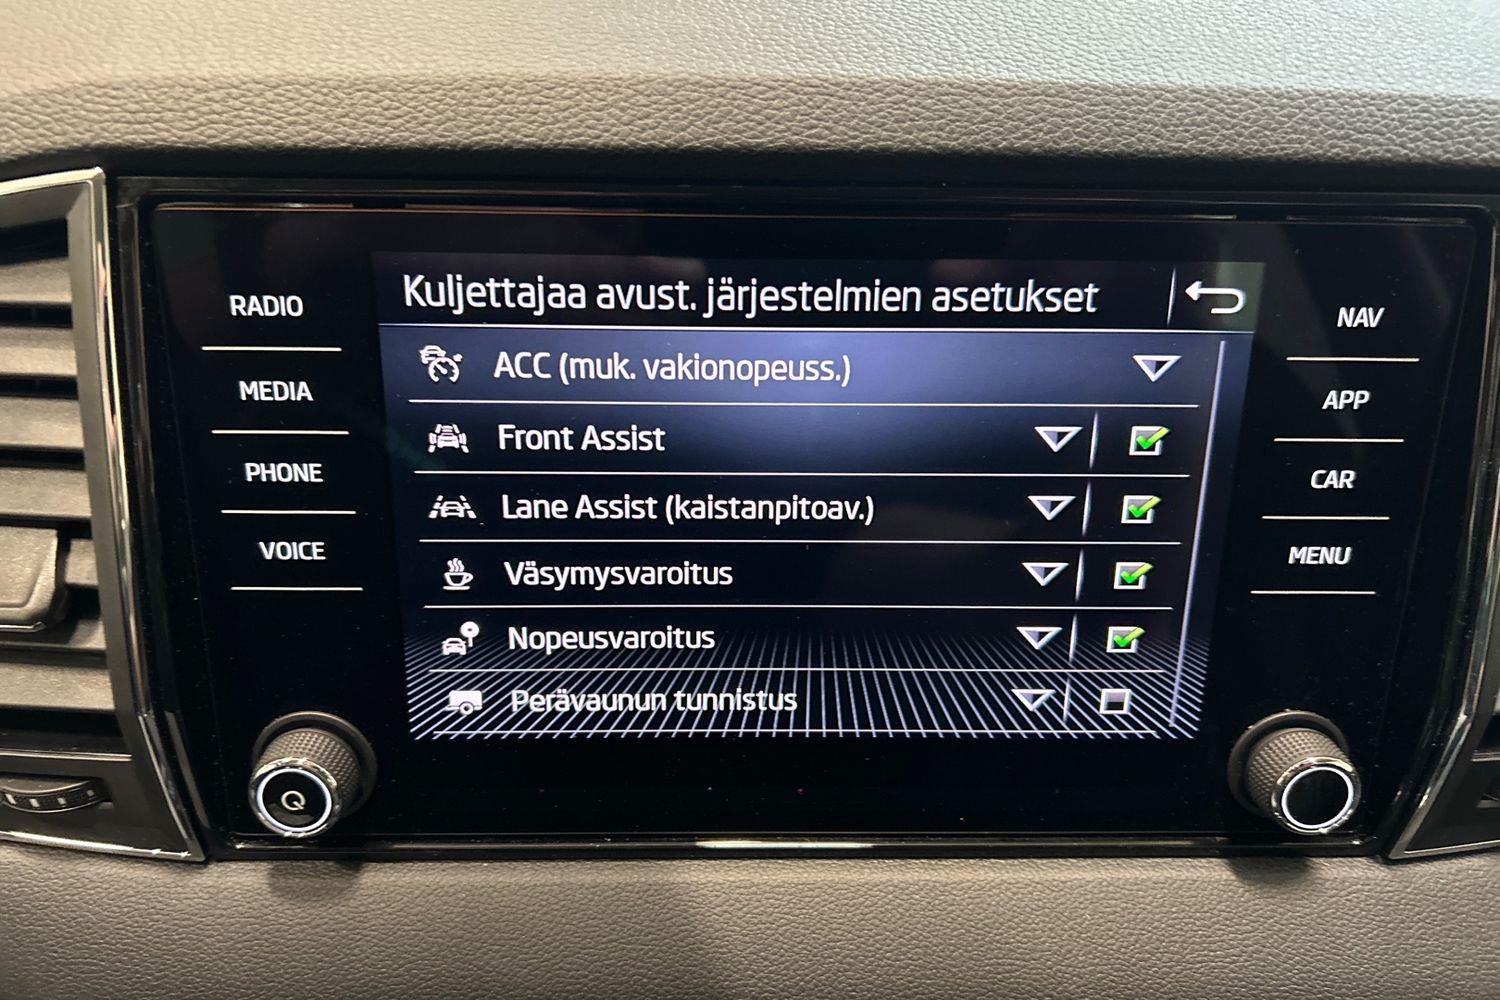 Kuljettajaa avust. järjestelmien asetukset
ACC (muk. vakionopeuss.)
Front Assist
Lane Assist (kaistanpitoav.)
Väsymysvaroitus
Nopeusvaroitus
Perävaunun tunnistus
RADIO
MEDIA
PHONE
VOICE
NAV
APP
CAR
MENU